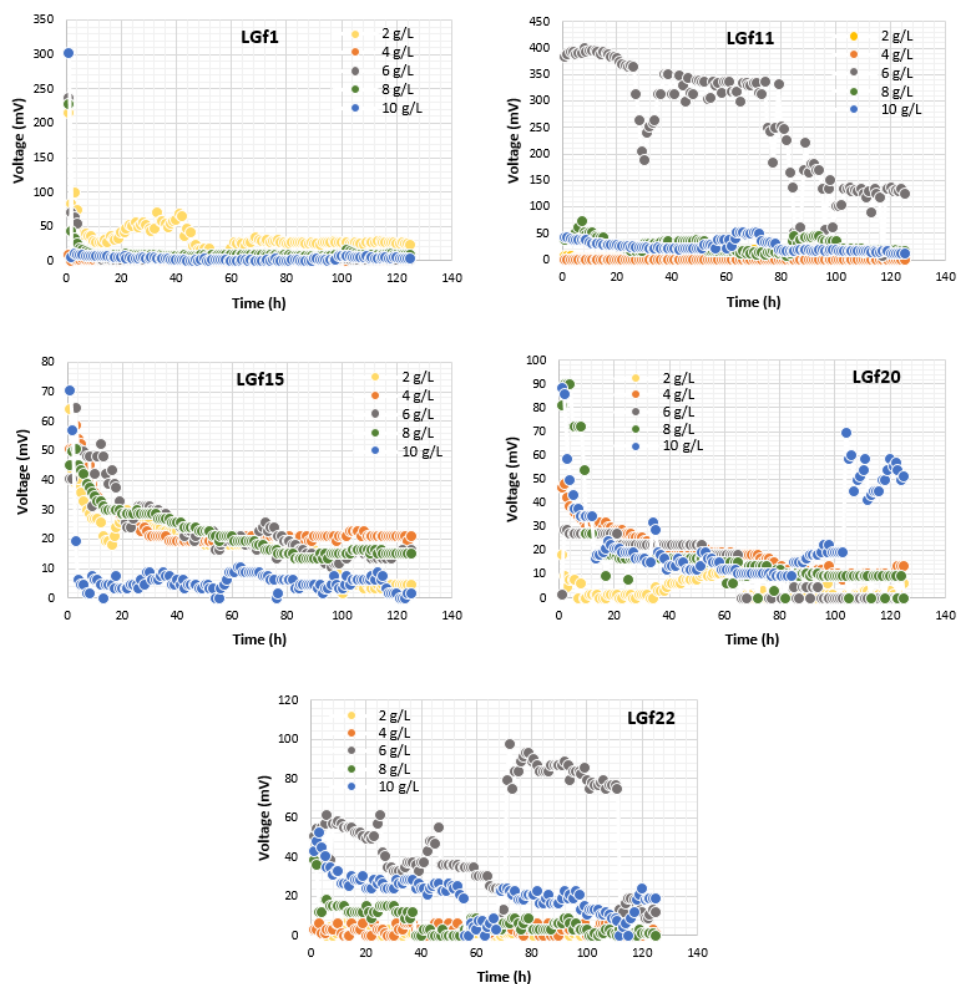 LGf1
2 g/L
4 g/L
6 g/L
8 g/L
10 g/L
Voltage (mV)
350
300
250
200
150
100
50
0
0 20 40 60 80 100 120 140
Time (h)
LGf11
2 g/L
4 g/L
6 g/L
8 g/L
10 g/L
Voltage (mV)
450
400
350
300
250
200
150
100
50
0
0 20 40 60 80 100 120 140
Time (h)
LGf15
2 g/L
4 g/L
6 g/L
8 g/L
10 g/L
Voltage (mV)
80
70
60
50
40
30
20
10
0
0 20 40 60 80 100 120 140
Time (h)
LGf20
2 g/L
4 g/L
6 g/L
8 g/L
10 g/L
Voltage (mV)
100
90
80
70
60
50
40
30
20
10
0
0 20 40 60 80 100 120 140
Time (h)
LGf22
2 g/L
4 g/L
6 g/L
8 g/L
10 g/L
Voltage (mV)
120
100
80
60
40
20
0
0 20 40 60 80 100 120 140
Time (h)